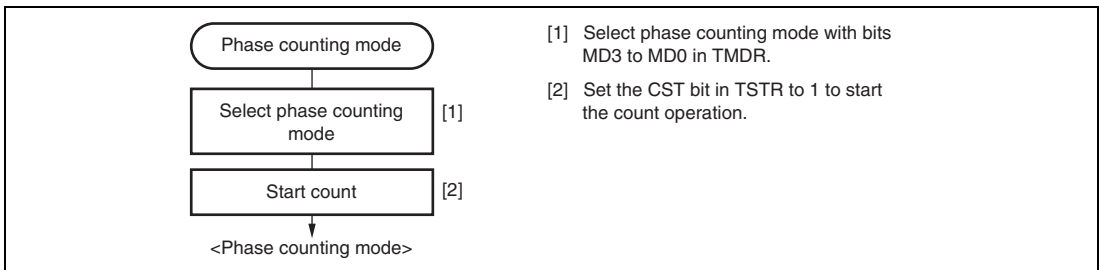 Phase counting mode
Select phase counting
mode
[1]
Start count
[2]
<Phase counting mode>
[1] Select phase counting mode with bits
MD3 to MD0 in TMDR.
[2] Set the CST bit in TSTR to 1 to start
the count operation.